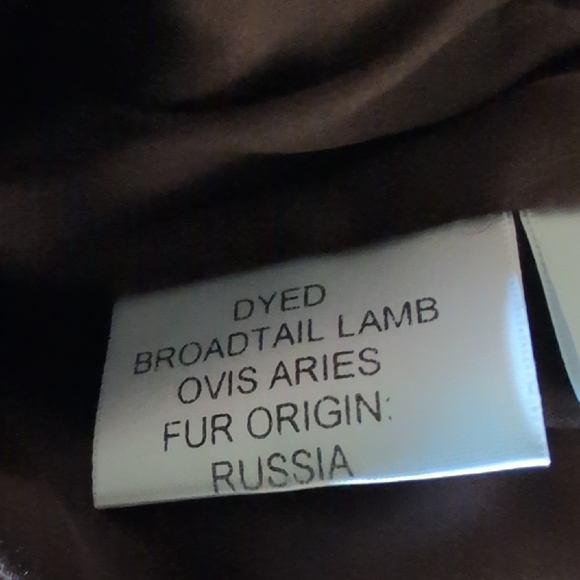 DYED
BROADTAIL LAMB
OVIS ARIES
FUR ORIGIN:
RUSSIA